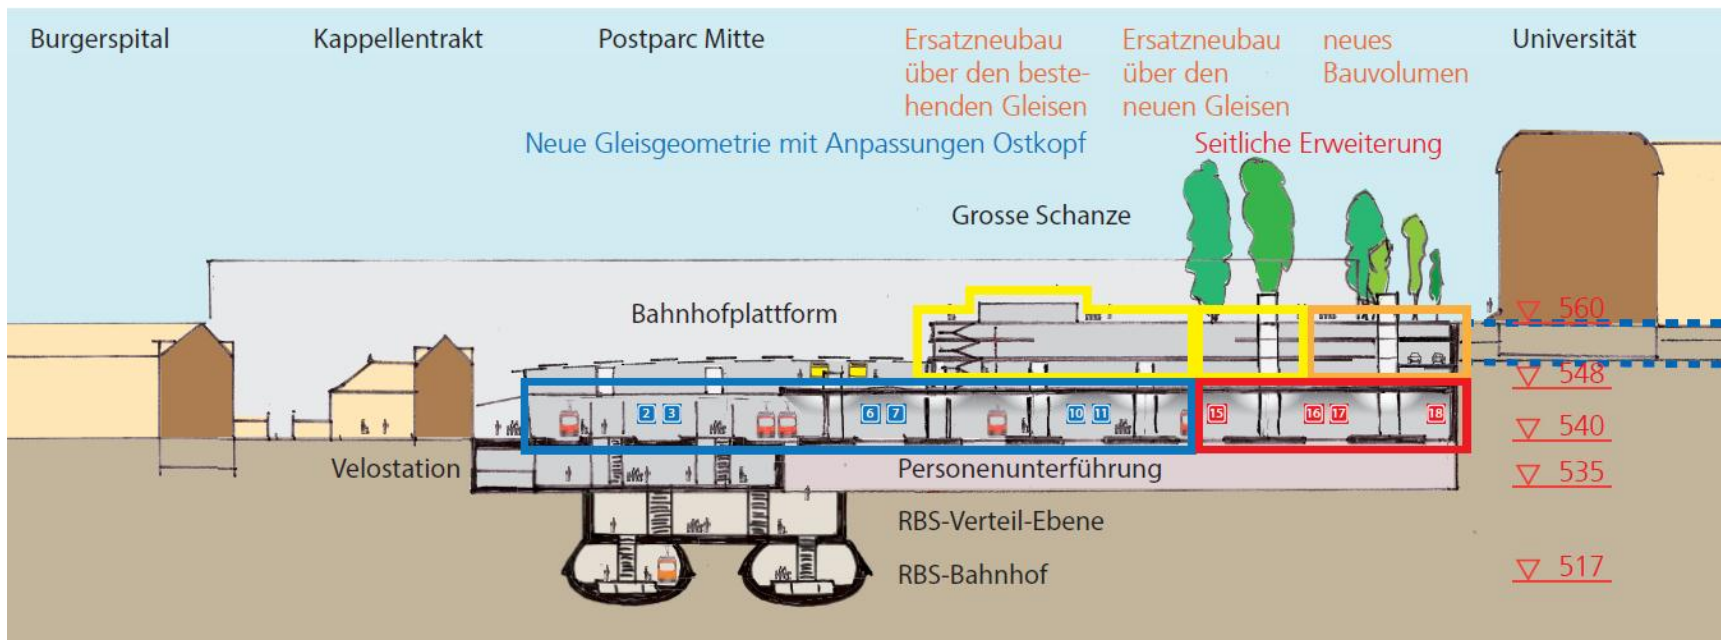 Burgerspital
Kappellentrakt
Postparc Mitte
Ersatzneubau
über den beste-
henden Gleisen
Ersatzneubau
über den
neuen Gleisen
neues
Bauvolumen
Universität
Neue Gleisgeometrie mit Anpassungen Ostkopf
Seitliche Erweiterung
Grosse Schanze
Bahnhofplattform
560
548
2 3
6 7
10 11
15
16 17
18
540
Velostation
Personenunterführung
535
RBS-Verteil-Ebene
RBS-Bahnhof
517